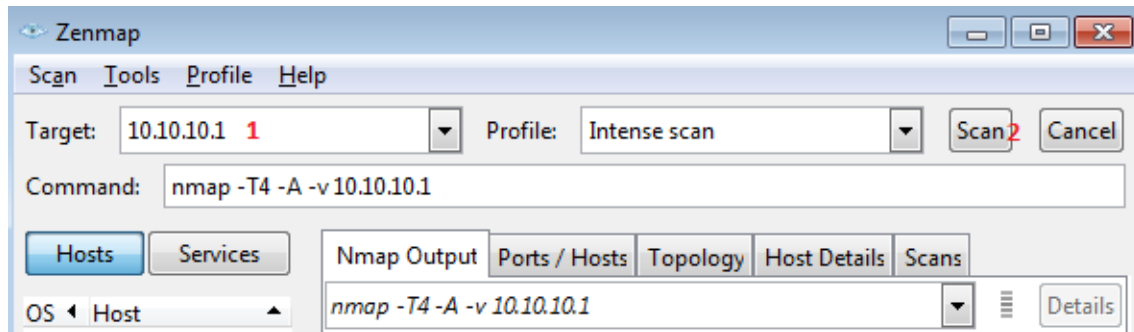 Zenmap
Scan Tools Profile Help
Target: 10.10.10.1 1 Profile: Intense scan Scan 2 Cancel
Command: nmap -T4 -A -v 10.10.10.1
Hosts Services Nmap Output Ports / Hosts Topology Host Details Scans
OS Host nmap -T4 -A -v 10.10.10.1 Details